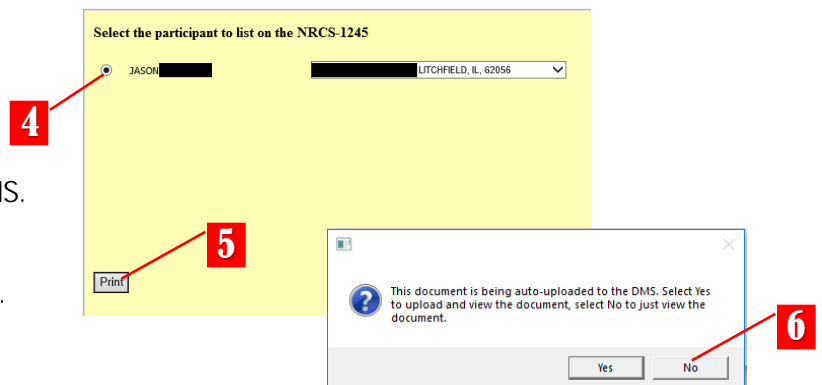 Select the participant to list on the NRCS-1245
JASON
LITCHFIELD, IL, 62056
4
S.
5
Print
.
This document is being auto-uploaded to the DMS. Select Yes
to upload and view the document, select No to just view the
document.
6
Yes
No